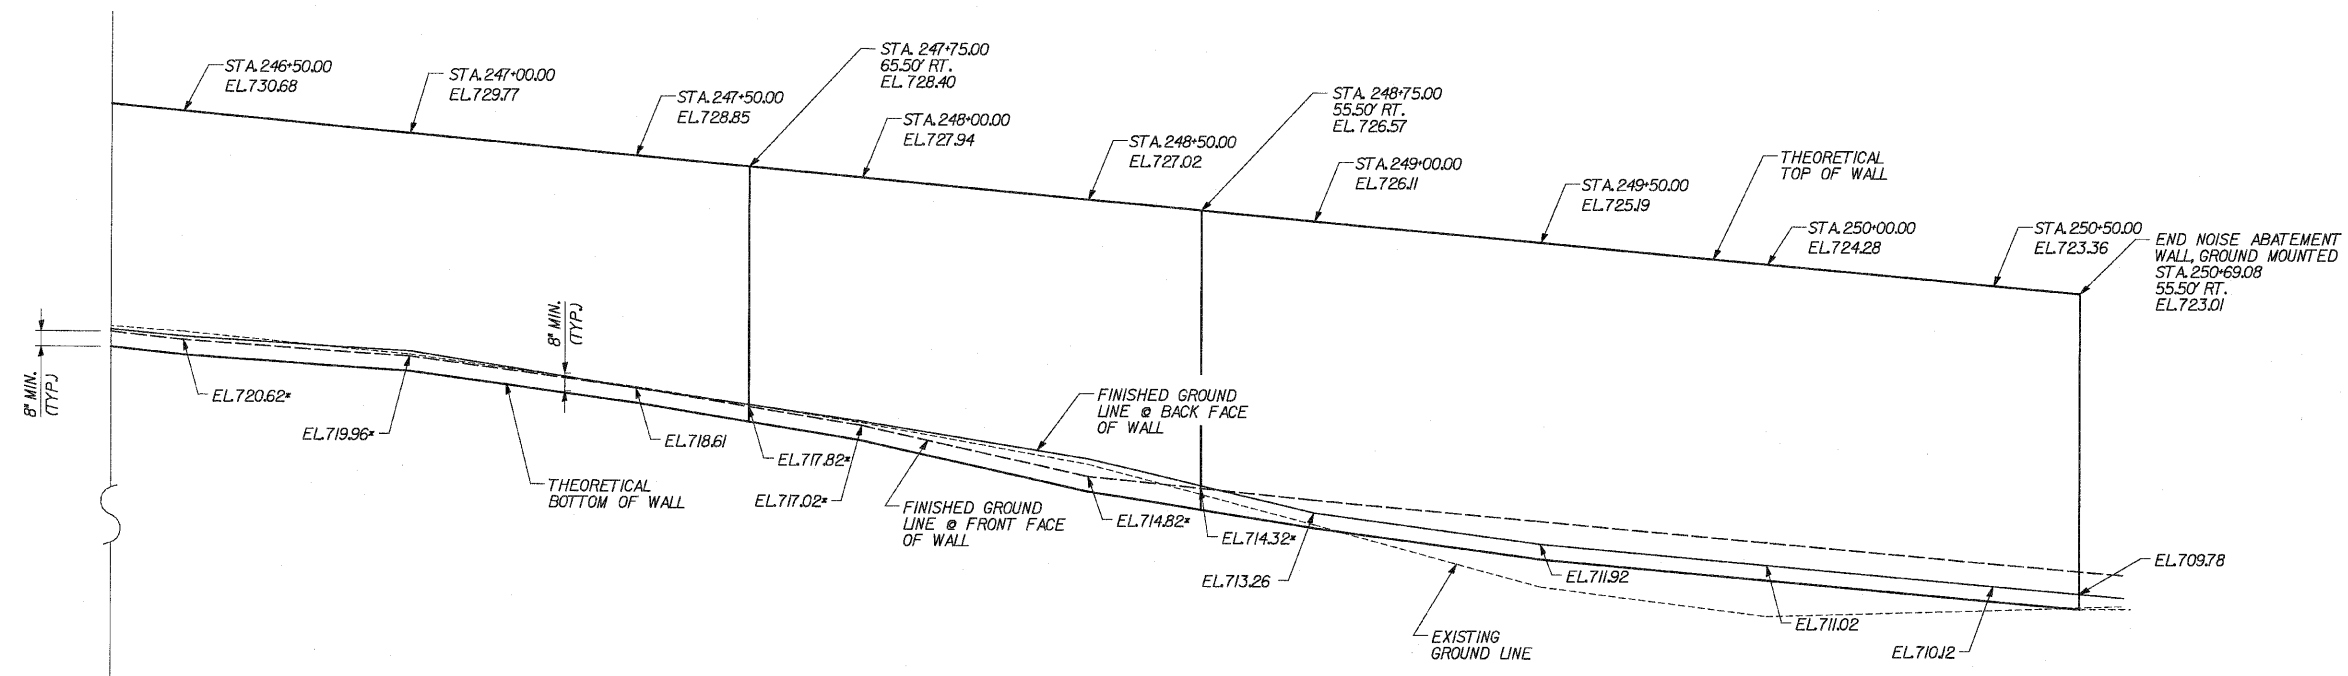 STA. 246+50.00
EL.730.68
STA. 247+00.00
EL.729.77
STA. 247+50.00
EL.728.85
STA. 247+75.00
65.50' RT.
EL.728.40
STA. 248+00.00
EL.727.94
STA. 248+50.00
EL.727.02
STA. 248+75.00
55.50' RT.
EL.726.57
STA. 249+00.00
EL.726.11
STA. 249+50.00
EL.725.19
THEORETICAL
TOP OF WALL
STA. 250+00.00
EL.724.28
STA. 250+50.00
EL.723.36
END NOISE ABATEMENT
WALL, GROUND MOUNTED
STA. 250+69.08
55.50' RT.
EL.723.01
8" MIN.
(TYP.)
8" MIN.
(TYP.)
EL.720.62*
EL.719.96*
THEORETICAL
BOTTOM OF WALL
EL.718.61
EL.717.82*
EL.717.02*
FINISHED GROUND
LINE @ BACK FACE
OF WALL
FINISHED GROUND
LINE @ FRONT FACE
OF WALL
EL.714.82*
EL.714.32*
EL.713.26
EL.711.92
EXISTING
GROUND LINE
EL.711.02
EL.710.12
EL.709.78